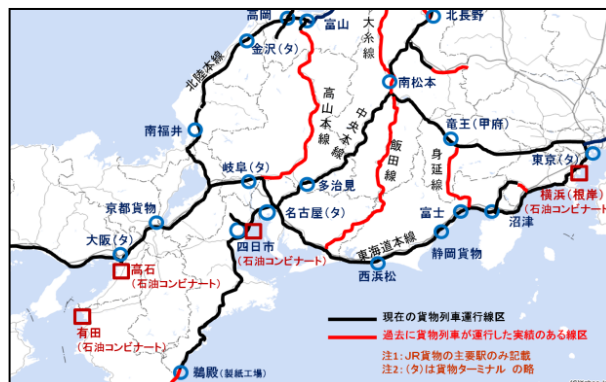 高岡
富山
金沢(タ)
北陸本線
大糸線
北長野
南松本
高山本線
中央本線
南福井
飯田線
竜王(甲府)
身延線
東京(タ)
岐阜(タ)
多治見
横浜(根岸)
(石油コンビナート)
京都貨物
名古屋(タ)
富士
沼津
大阪(タ)
四日市
(石油コンビナート)
東海道本線
静岡貨物
高石
(石油コンビナート)
西浜松
有田
(石油コンビナート)
現在の貨物列車運行線区
過去に貨物列車が運行した実績のある線区
注1:JR貨物の主要駅のみ記載
注2:(タ)は貨物ターミナル の略
鵜殿(製紙工場)